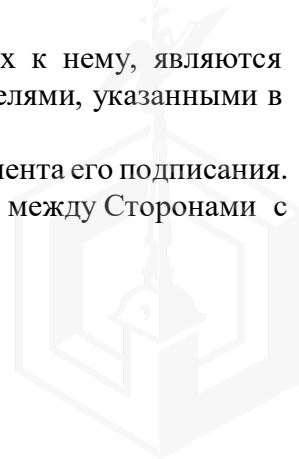 х к нему, являются
елями, указанными в
мента его подписания.
между Сторонами с